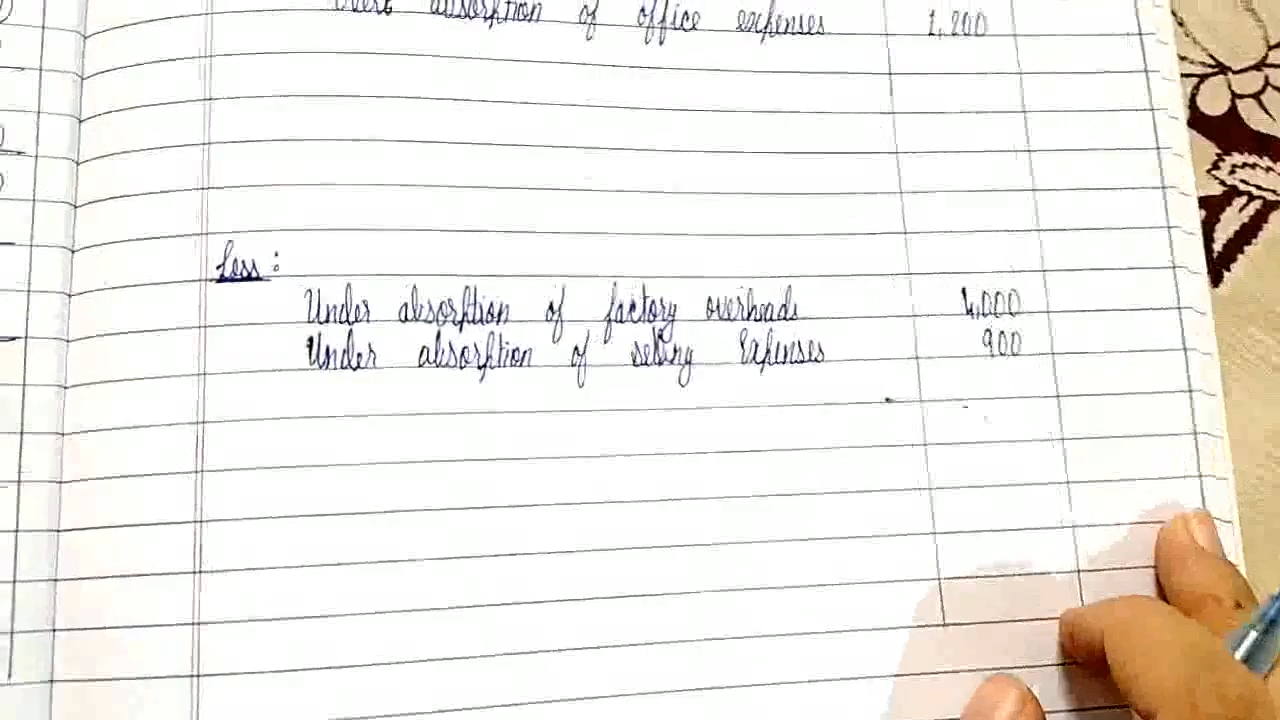 absorption of office expenses 1,200
Less:
Under absorption of factory overheads 4,000
Under absorption of selling Expenses 900